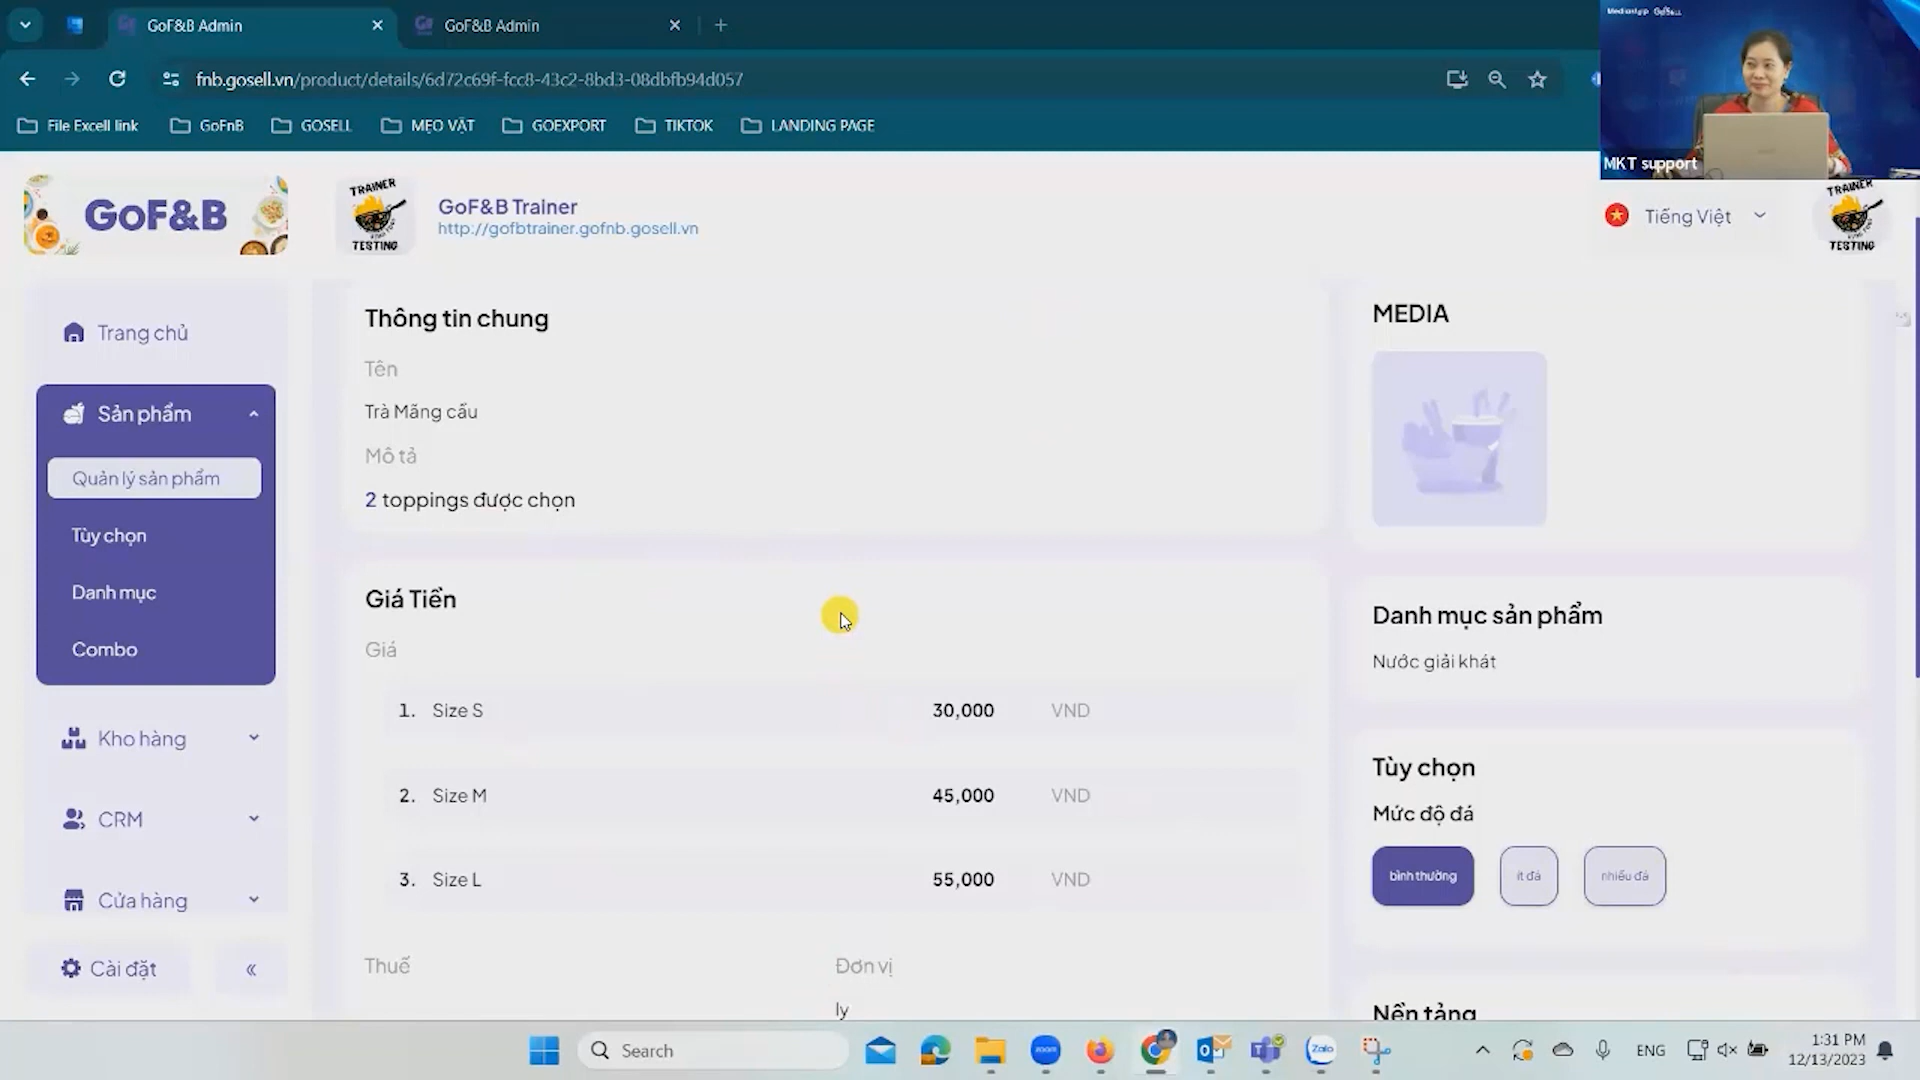 GoF&B Admin
GoF&B Admin
fnb.gosell.vn/product/details/6d72c69f-fcc8-43c2-8bd3-08dbfb94d057
File Excell link
GoFnB
GOSELL
MẸO VẶT
GOEXPORT
TIKTOK
LANDING PAGE
GoSELL
MKT support
GoF&B
TRAINER
TESTING
GoF&B Trainer
http://gofbtrainer.gofnb.gosell.vn
Tiếng Việt
TRAINER
TESTING
Trang chủ
Sản phẩm
Quản lý sản phẩm
Tùy chọn
Danh mục
Combo
Kho hàng
CRM
Cửa hàng
Cài đặt
Thông tin chung
Tên
Trà Mãng cầu
Mô tả
2 toppings được chọn
Giá Tiền
Giá
1. Size S 30,000 VND
2. Size M 45,000 VND
3. Size L 55,000 VND
Thuế
Đơn vị
ly
MEDIA
Danh mục sản phẩm
Nước giải khát
Tùy chọn
Mức độ đá
bình thường
ít đá
nhiều đá
Nền tảng
Search
zoom
Zalo
ENG
1:31 PM
12/13/2023